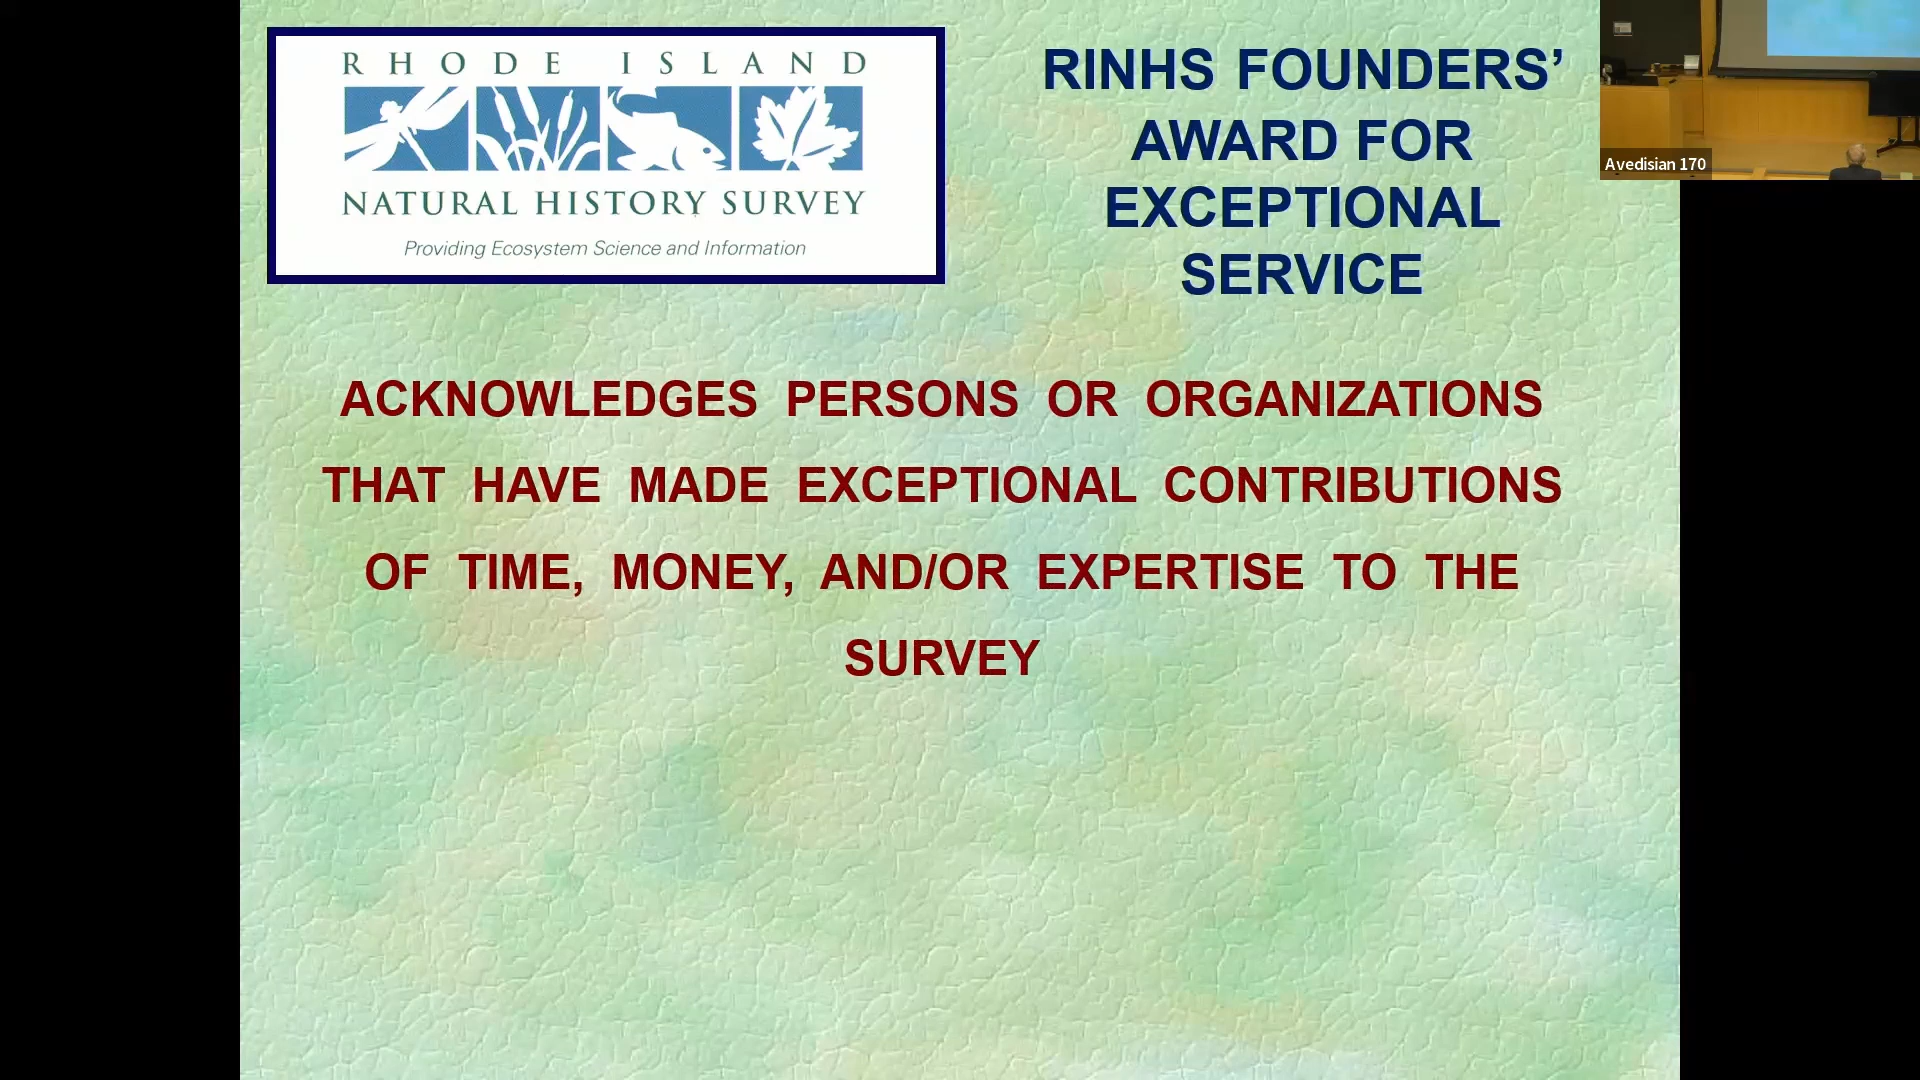 RHODE ISLAND
NATURAL HISTORY SURVEY
Providing Ecosystem Science and Information
RINHS FOUNDERS’
AWARD FOR
EXCEPTIONAL
SERVICE
Avedisian 170
ACKNOWLEDGES PERSONS OR ORGANIZATIONS
THAT HAVE MADE EXCEPTIONAL CONTRIBUTIONS
OF TIME, MONEY, AND/OR EXPERTISE TO THE
SURVEY